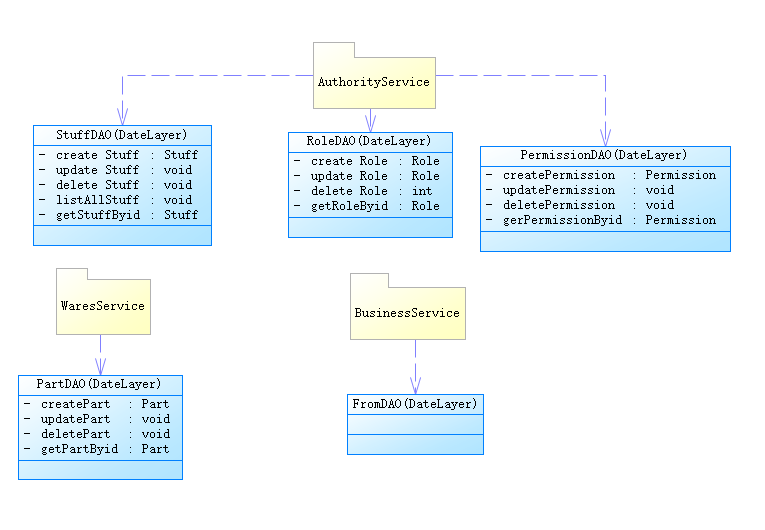 AuthorityService
StuffDAO(DateLayer)
- create Stuff : Stuff
- update Stuff : void
- delete Stuff : void
- listAllStuff : void
- getStuffByid : Stuff
RoleDAO(DateLayer)
- create Role : Role
- update Role : Role
- delete Role : int
- getRoleByid : Role
PermissionDAO(DateLayer)
- createPermission : Permission
- updatePermission : void
- deletePermission : void
- gerPermissionByid : Permission
WaresService
BusinessService
PartDAO(DateLayer)
- createPart : Part
- updatePart : void
- deletePart : void
- getPartByid : Part
FromDAO(DateLayer)